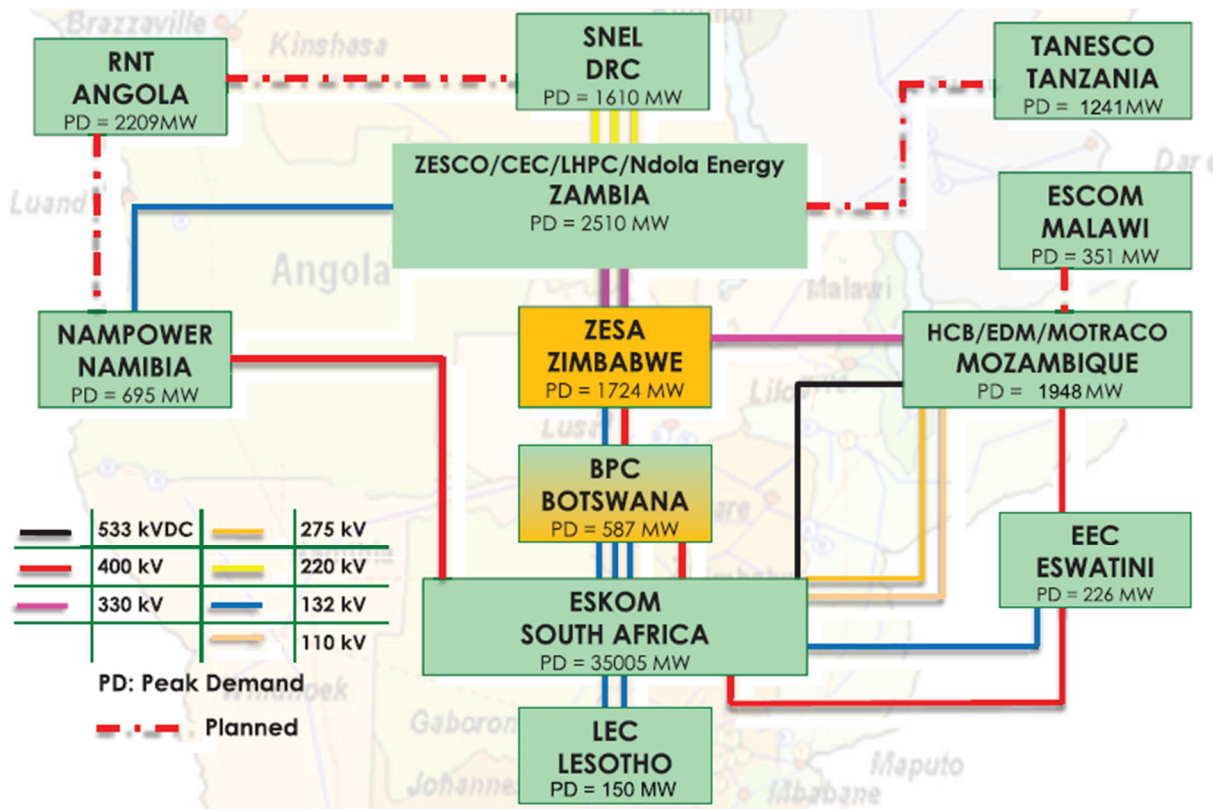 Brazzaville
Kinshasa
RNT
ANGOLA
PD = 2209MW
SNEL
DRC
PD = 1610 MW
TANESCO
TANZANIA
PD = 1241MW
ZESCO/CEC/LHPC/Ndola Energy
ZAMBIA
PD = 2510 MW
Dar
Luand
ESCOM
MALAWI
PD = 351 MW
Angola
Malawi
NAMPOWER
NAMIBIA
PD = 695 MW
ZESA
ZIMBABWE
PD = 1724 MW
HCB/EDM/MOTRACO
MOZAMBIQUE
PD = 1948 MW
Lusa
BPC
BOTSWANA
PD = 587 MW
533 kVDC
275 kV
400 kV
220 kV
330 kV
132 kV
110 kV
EEC
ESWATINI
PD = 226 MW
ESKOM
SOUTH AFRICA
PD = 35005 MW
PD: Peak Demand
Planned
Gaboron
LEC
LESOTHO
PD = 150 MW
Maputo
Johannes
Mbabane